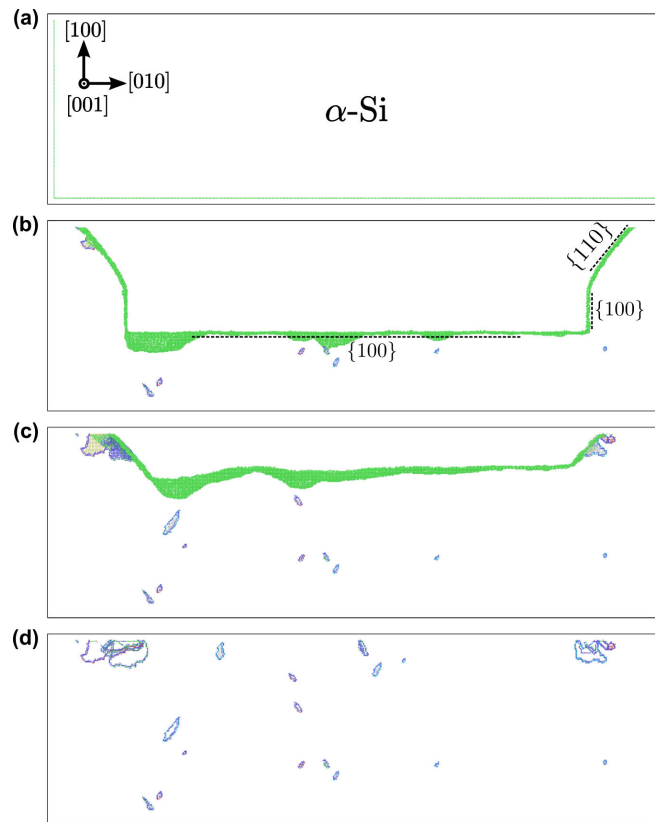 (a)
[100]
[010]
[001]
α-Si
(b)
{110}
{100}
{100}
(c)
(d)